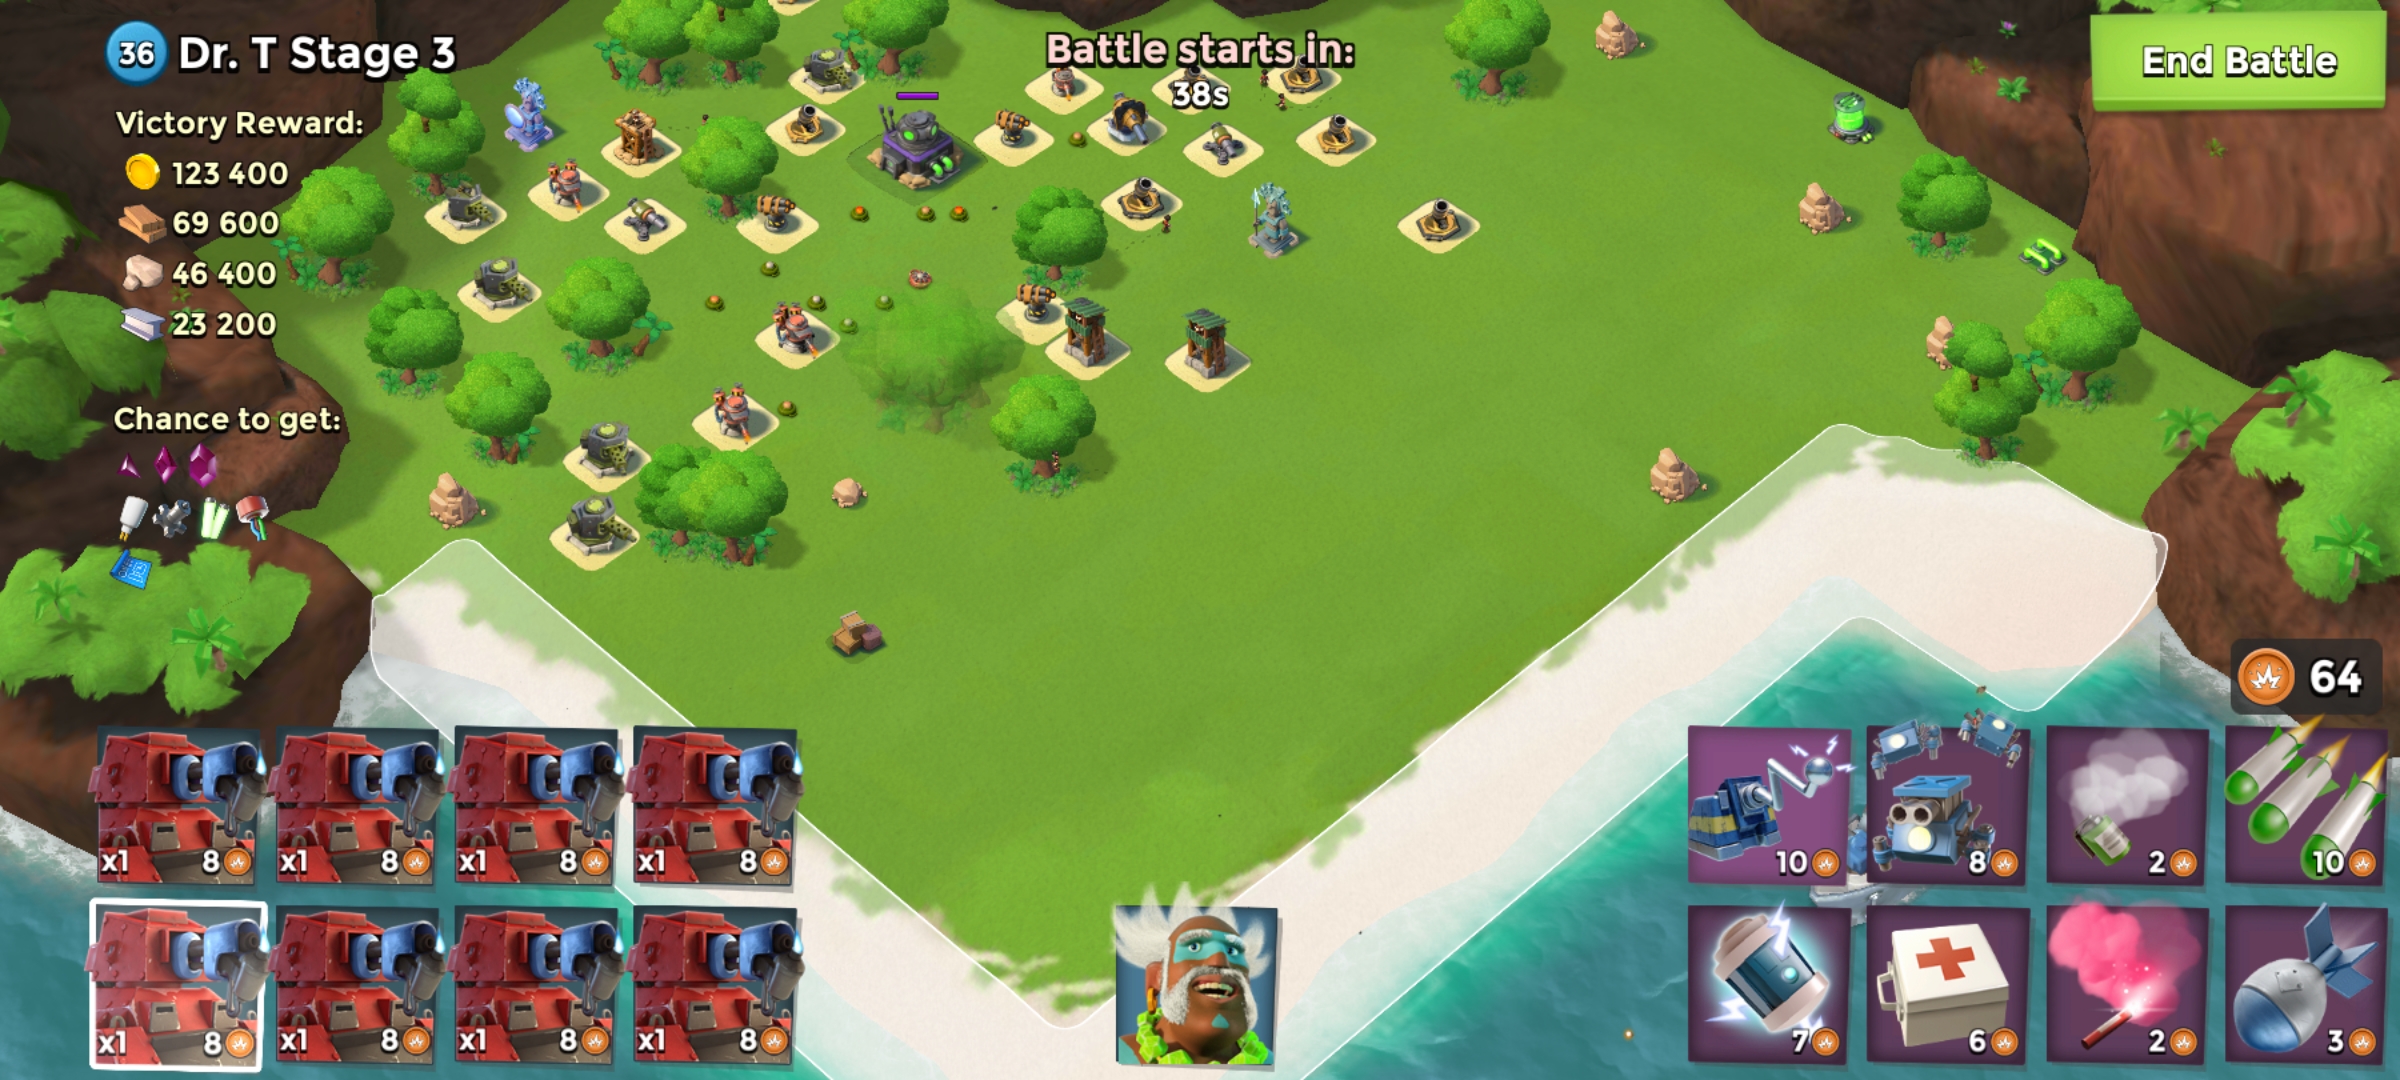 36 Dr. T Stage 3
Battle starts in:
38s
End Battle
Victory Reward:
123 400
69 600
46 400
23 200
Chance to get:
64
x1 8
x1 8
x1 8
x1 8
10
8
2
10
x1 8
x1 8
x1 8
x1 8
7
6
2
3